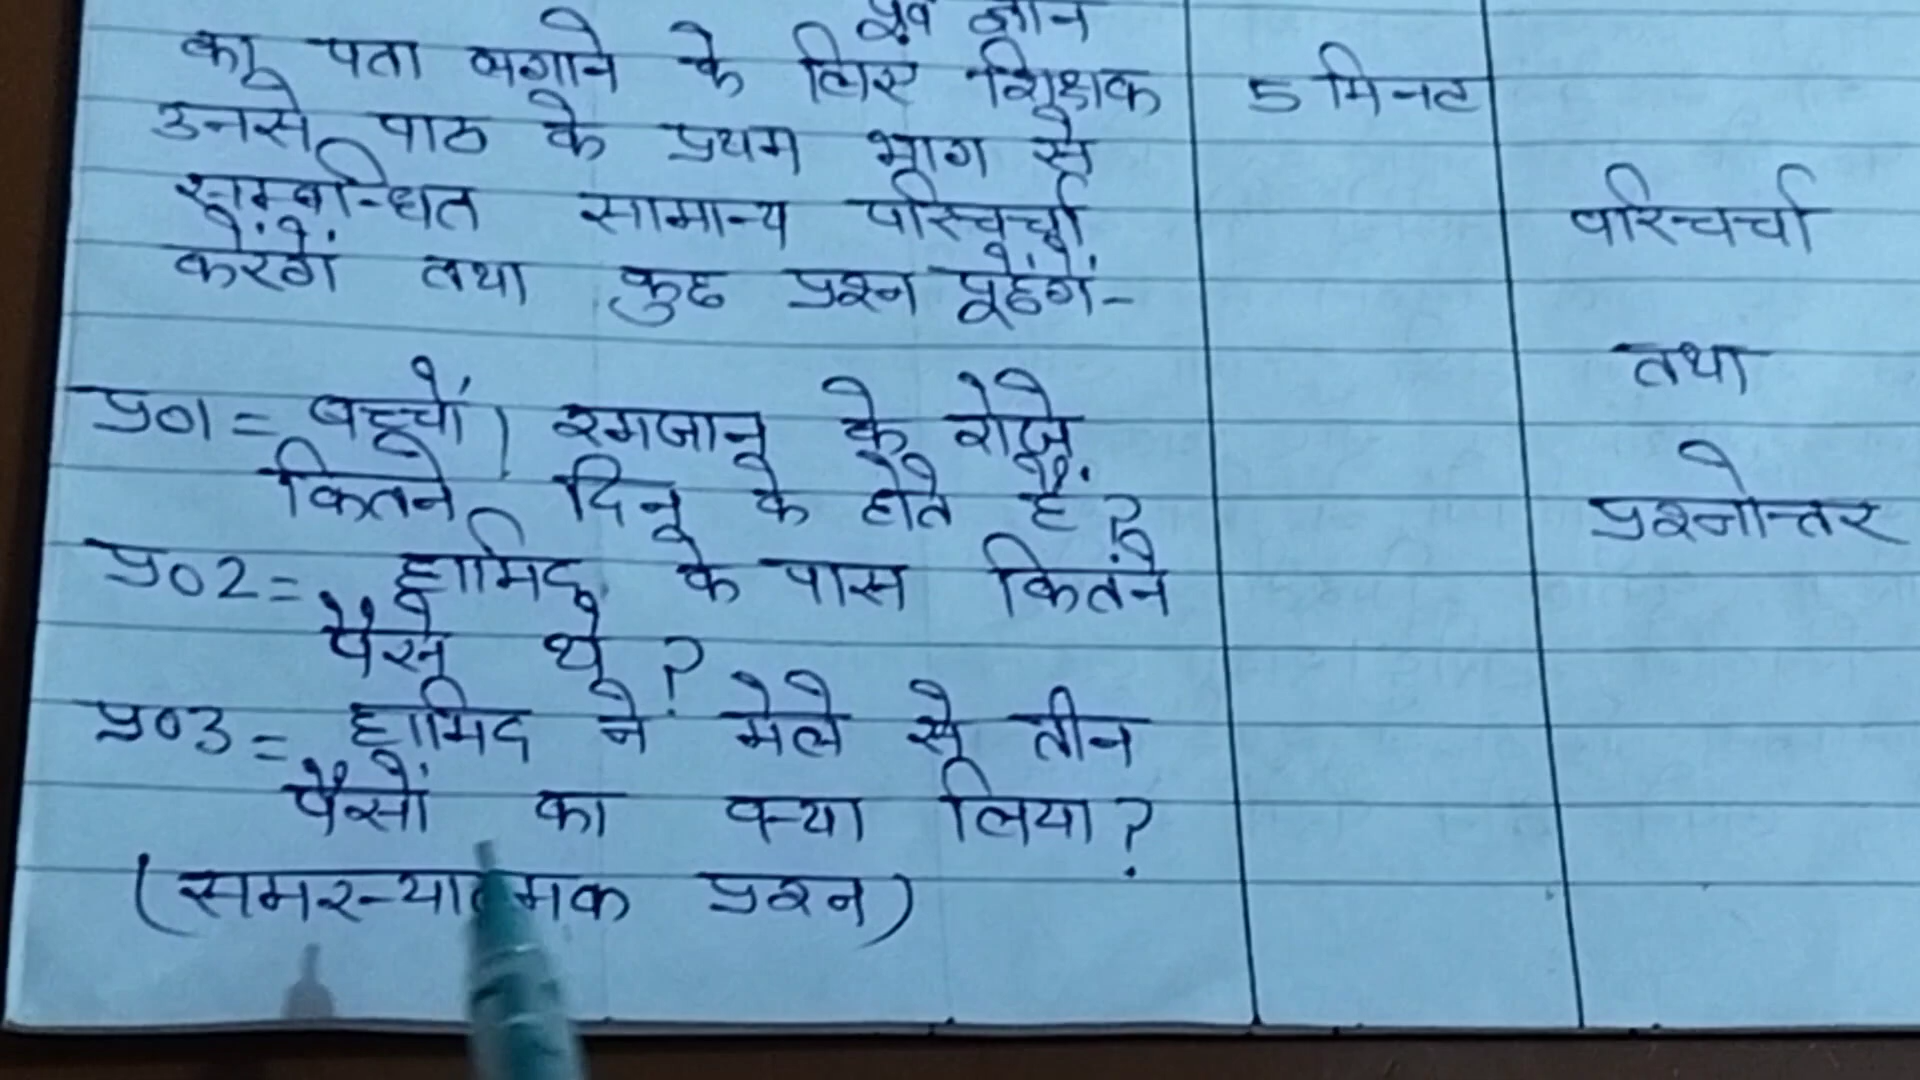 पूर्व ज्ञान
का पता लगाने के लिए शिक्षक
5 मिनट
उनसे पाठ के प्रथम भाग से
सम्बन्धित सामान्य परिचर्चा
परिचर्चा
करेंगें तथा कुछ प्रश्न पूछेंगें-
तथा
प्र01= बच्चों। रमजान के रोजे
कितने दिन के होते हैं?
प्रश्नोत्तर
प्र02= हामिद के पास कितने
पैसे थे?
प्र03= हामिद ने मेले से तीन
पैसों का क्या लिया?
(समस्यात्मक प्रश्न)